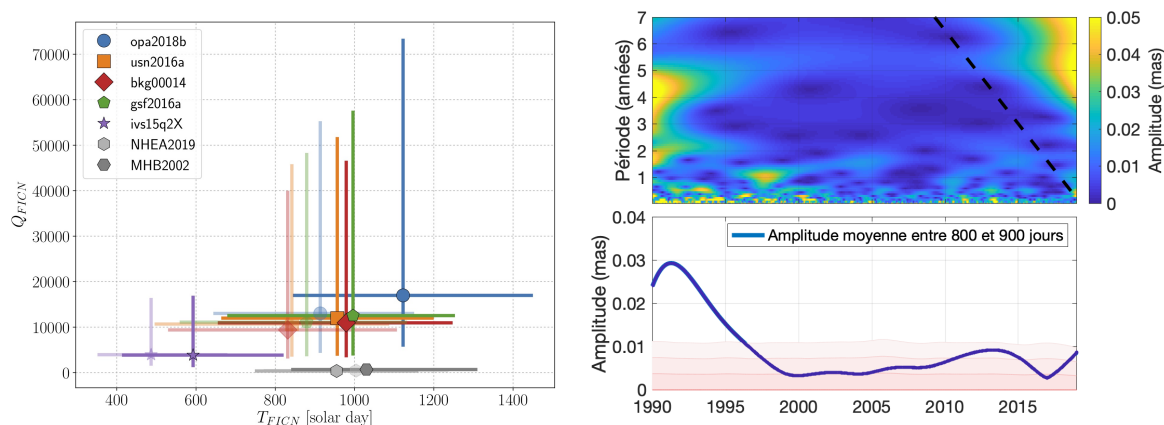 70000
60000
50000
40000
30000
20000
10000
0
Q_FICN
400
600
800
1000
1200
1400
T_FICN [solar day]
opa2018b
usn2016a
bkg00014
gsf2016a
ivs15q2X
NHEA2019
MHB2002
7
6
5
4
3
2
1
Période (années)
0.05
0.04
0.03
0.02
0.01
0
Amplitude (mas)
0.04
0.03
0.02
0.01
0
Amplitude (mas)
Amplitude moyenne entre 800 et 900 jours
1990
1995
2000
2005
2010
2015